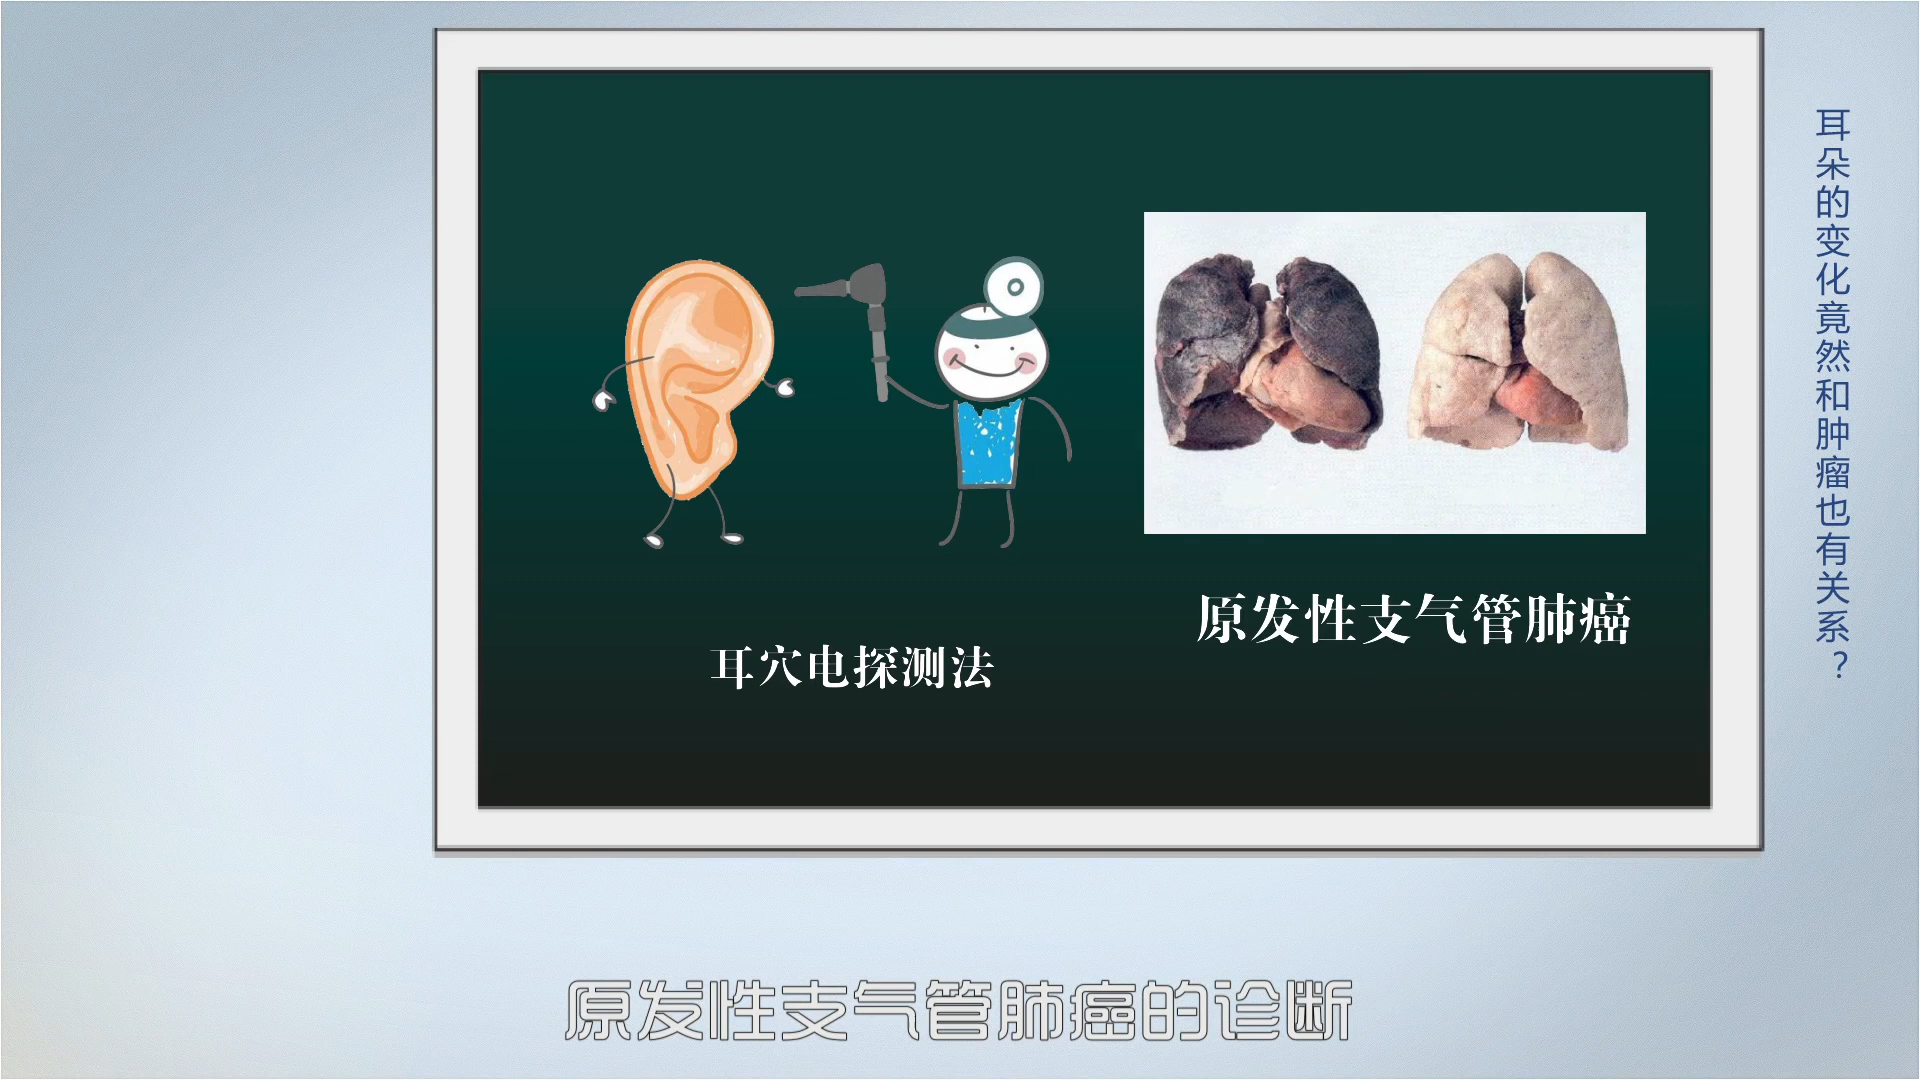 耳朵的变化竟然和肿瘤也有关系？
原发性支气管肺癌
耳穴电探测法
原发性支气管肺癌的诊断